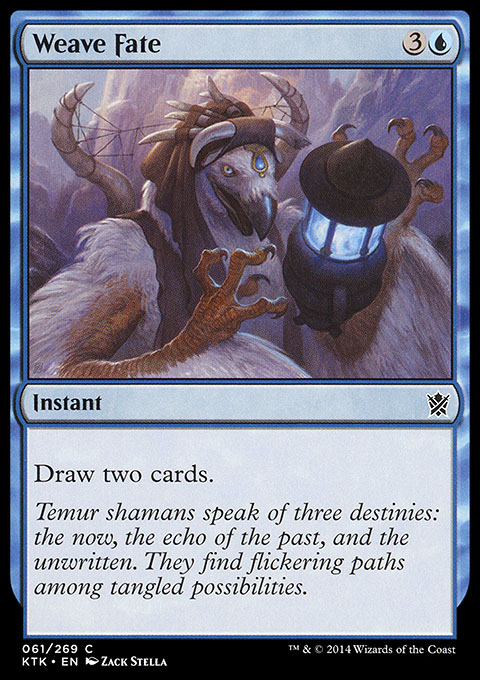 Weave Fate 3
Instant
Draw two cards.
Temur shamans speak of three destinies:
the now, the echo of the past, and the
unwritten. They find flickering paths
among tangled possibilities.
061/269 C
KTK • EN Zack Stella
™ & © 2014 Wizards of the Coast